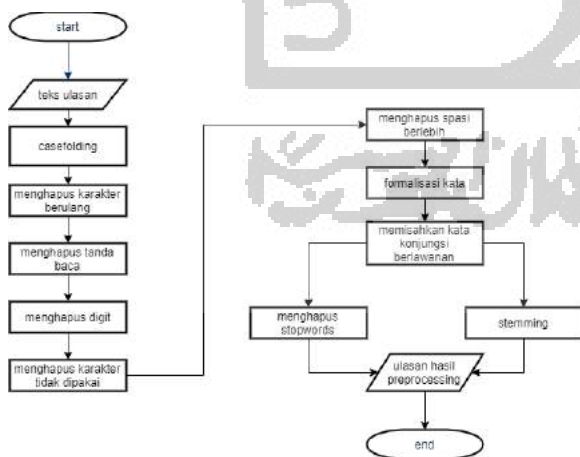 start
teks ulasan
casefolding
menghapus karakter
berulang
menghapus tanda
baca
menghapus digit
menghapus karakter
tidak dipakai
menghapus spasi
berlebih
formalisasi kata
memisahkan kata
konjungsi
berlawanan
menghapus
stopwords
stemming
ulasan hasil
preprocessing
end